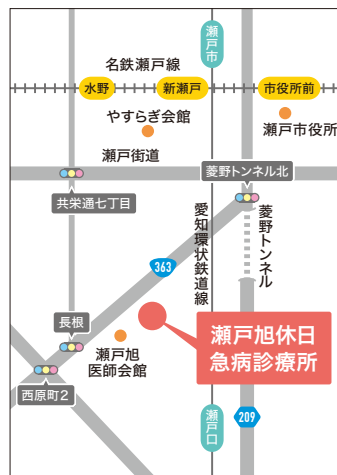 名鉄瀬戸線
瀬戸市
水野
新瀬戸
市役所前
やすらぎ会館
瀬戸市役所
瀬戸街道
菱野トンネル北
共栄通七丁目
愛知環状鉄道線
菱野トンネル
363
長根
瀬戸旭
医師会館
瀬戸旭休日
急病診療所
西原町2
瀬戸口
209